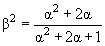 β² = (α² + 2α) / (α² + 2α + 1)